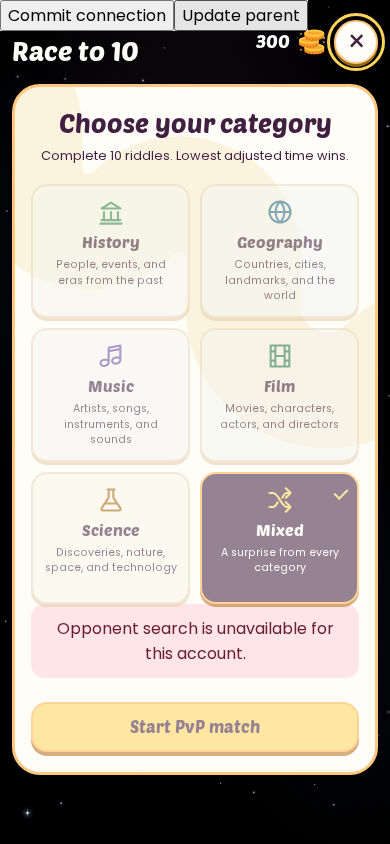 Commit connection Update parent
Race to 10
300
Choose your category
Complete 10 riddles. Lowest adjusted time wins.
History
People, events, and
eras from the past
Geography
Countries, cities,
landmarks, and the
world
Music
Artists, songs,
instruments, and
sounds
Film
Movies, characters,
actors, and directors
Science
Discoveries, nature,
space, and technology
Mixed
A surprise from every
category
Opponent search is unavailable for
this account.
Start PvP match